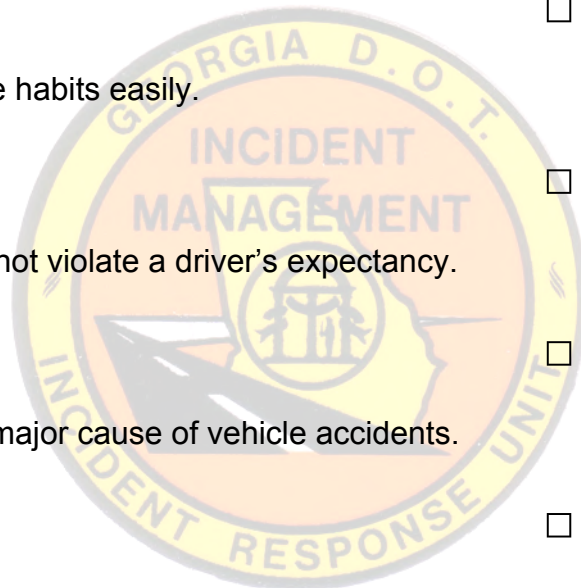 ☐
e habits easily.
☐
not violate a driver’s expectancy.
☐
major cause of vehicle accidents.
☐
GEORGIA D.O.T.
INCIDENT
MANAGEMENT
INCIDENT RESPONSE UNIT